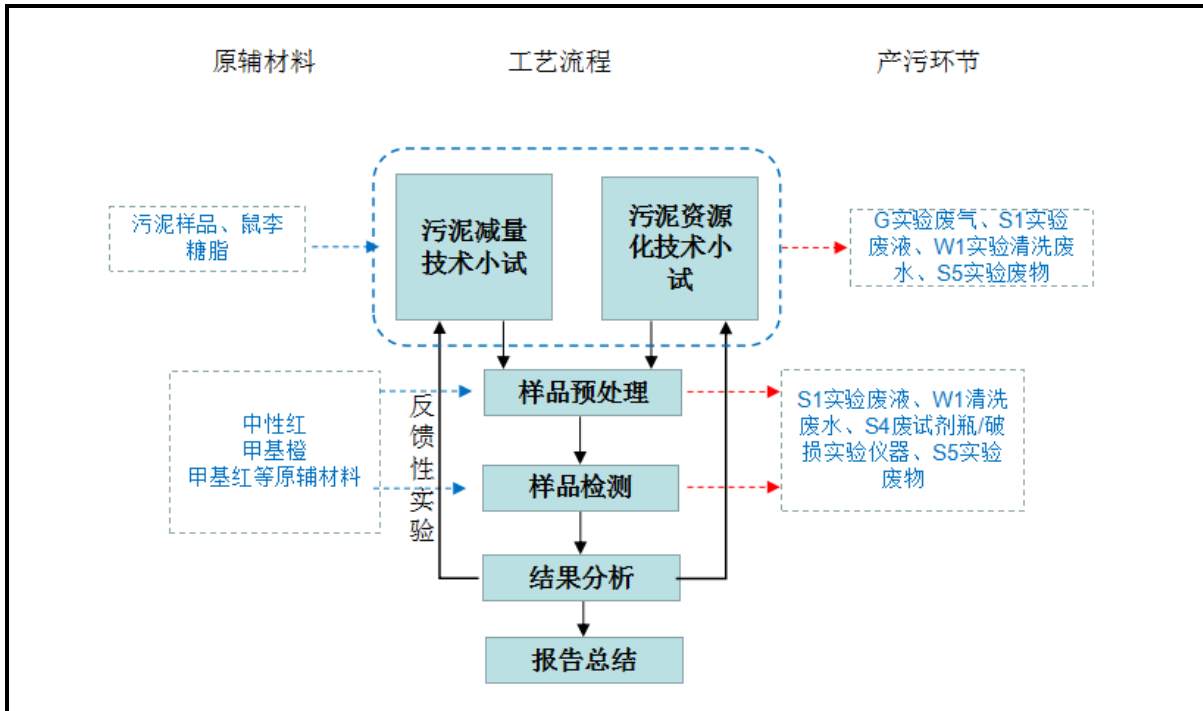 原辅材料
工艺流程
产污环节
污泥样品、鼠李
糖脂
污泥减量
技术小试
污泥资源
化技术小
试
G实验废气、S1实验
废液、W1实验清洗废
水、S5实验废物
中性红
甲基橙
甲基红等原辅材料
反
馈
性
实
验
样品预处理
样品检测
S1实验废液、W1清洗
废水、S4废试剂瓶/破
损实验仪器、S5实验
废物
结果分析
报告总结